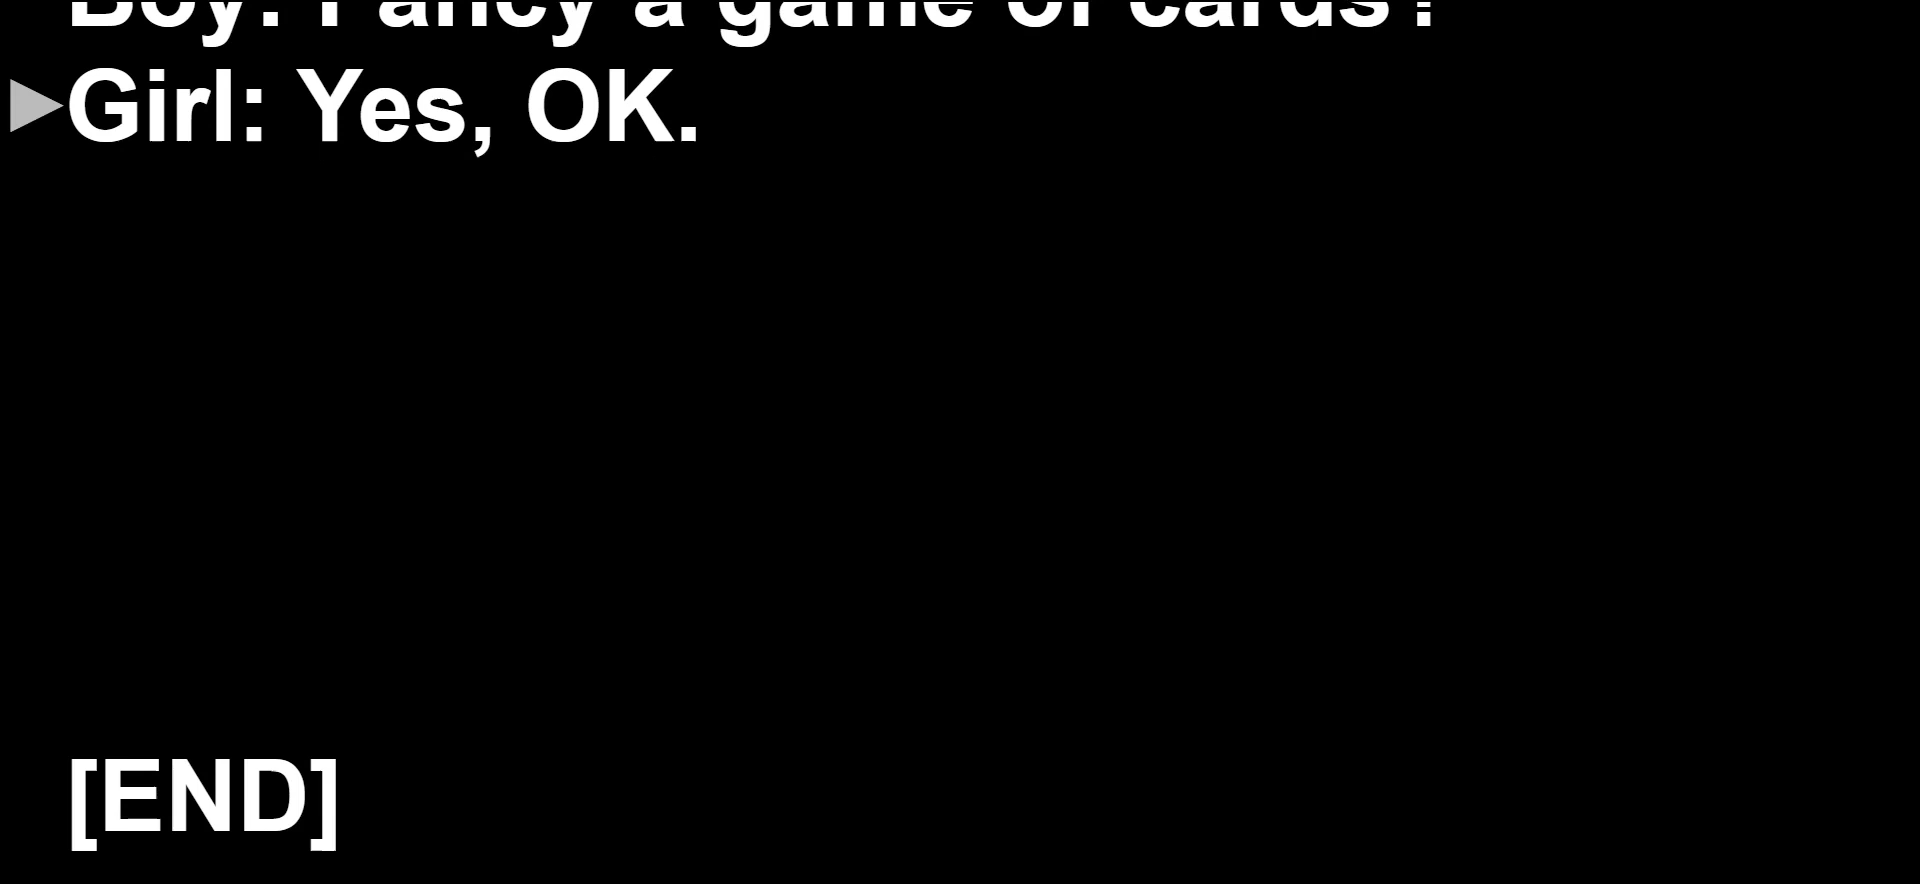 Boy: Fancy a game of cards?
Girl: Yes, OK.
[END]